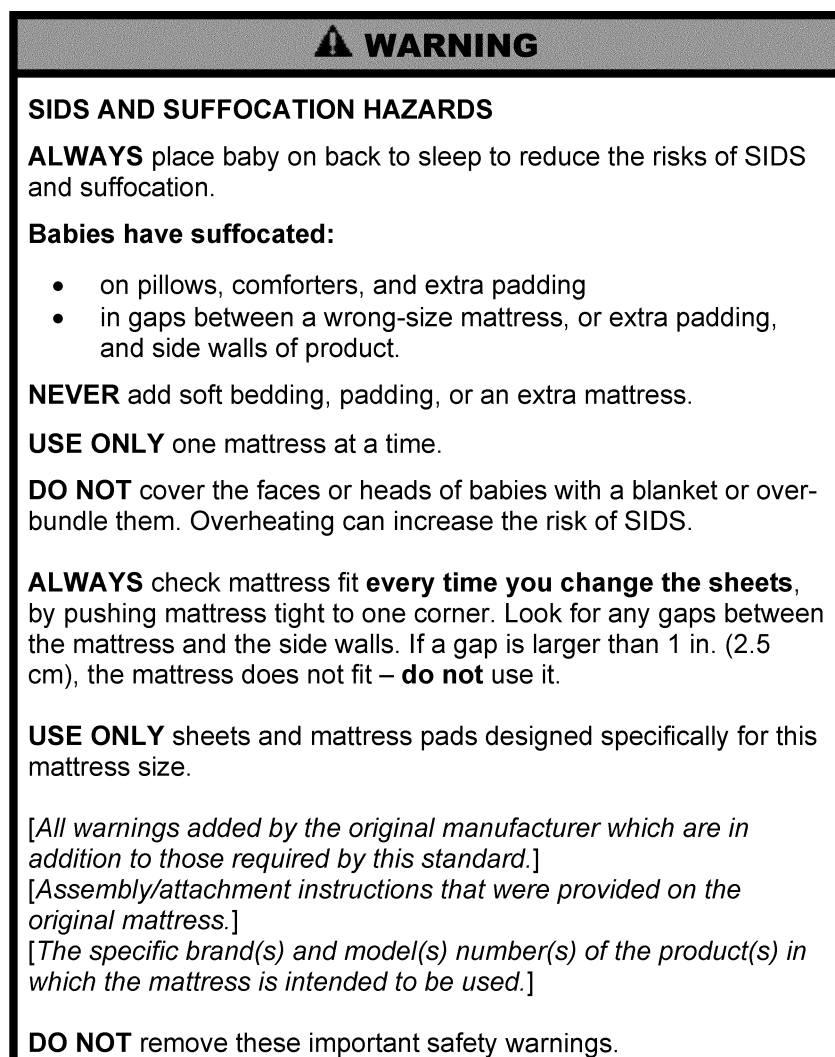 ⚠ WARNING
SIDS AND SUFFOCATION HAZARDS
ALWAYS place baby on back to sleep to reduce the risks of SIDS
and suffocation.
Babies have suffocated:
• on pillows, comforters, and extra padding
• in gaps between a wrong-size mattress, or extra padding,
and side walls of product.
NEVER add soft bedding, padding, or an extra mattress.
USE ONLY one mattress at a time.
DO NOT cover the faces or heads of babies with a blanket or over-
bundle them. Overheating can increase the risk of SIDS.
ALWAYS check mattress fit every time you change the sheets,
by pushing mattress tight to one corner. Look for any gaps between
the mattress and the side walls. If a gap is larger than 1 in. (2.5
cm), the mattress does not fit – do not use it.
USE ONLY sheets and mattress pads designed specifically for this
mattress size.
[All warnings added by the original manufacturer which are in
addition to those required by this standard.]
[Assembly/attachment instructions that were provided on the
original mattress.]
[The specific brand(s) and model(s) number(s) of the product(s) in
which the mattress is intended to be used.]
DO NOT remove these important safety warnings.